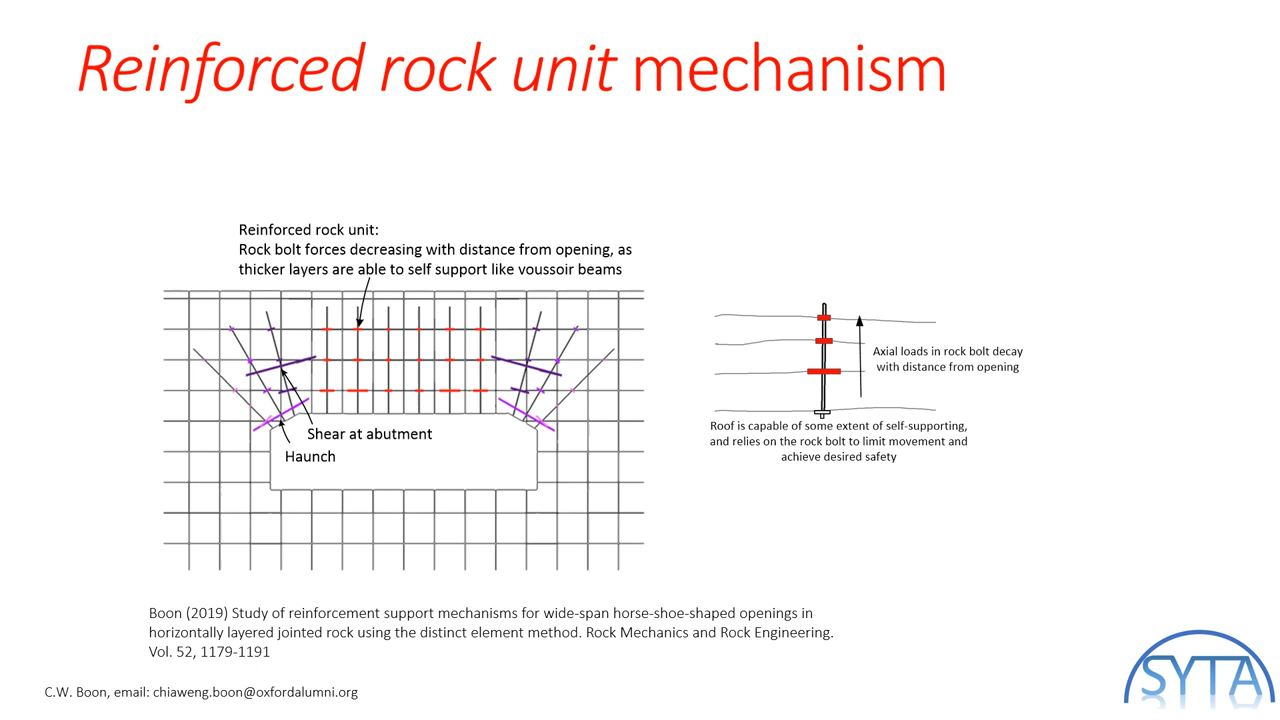 Reinforced rock unit mechanism
Reinforced rock unit:
Rock bolt forces decreasing with distance from opening, as
thicker layers are able to self support like voussoir beams
Shear at abutment
Haunch
Axial loads in rock bolt decay
with distance from opening
Roof is capable of some extent of self-supporting,
and relies on the rock bolt to limit movement and
achieve desired safety
Boon (2019) Study of reinforcement support mechanisms for wide-span horse-shoe-shaped openings in
horizontally layered jointed rock using the distinct element method. Rock Mechanics and Rock Engineering.
Vol. 52, 1179-1191
C.W. Boon, email: chiaweng.boon@oxfordalumni.org
SYTA